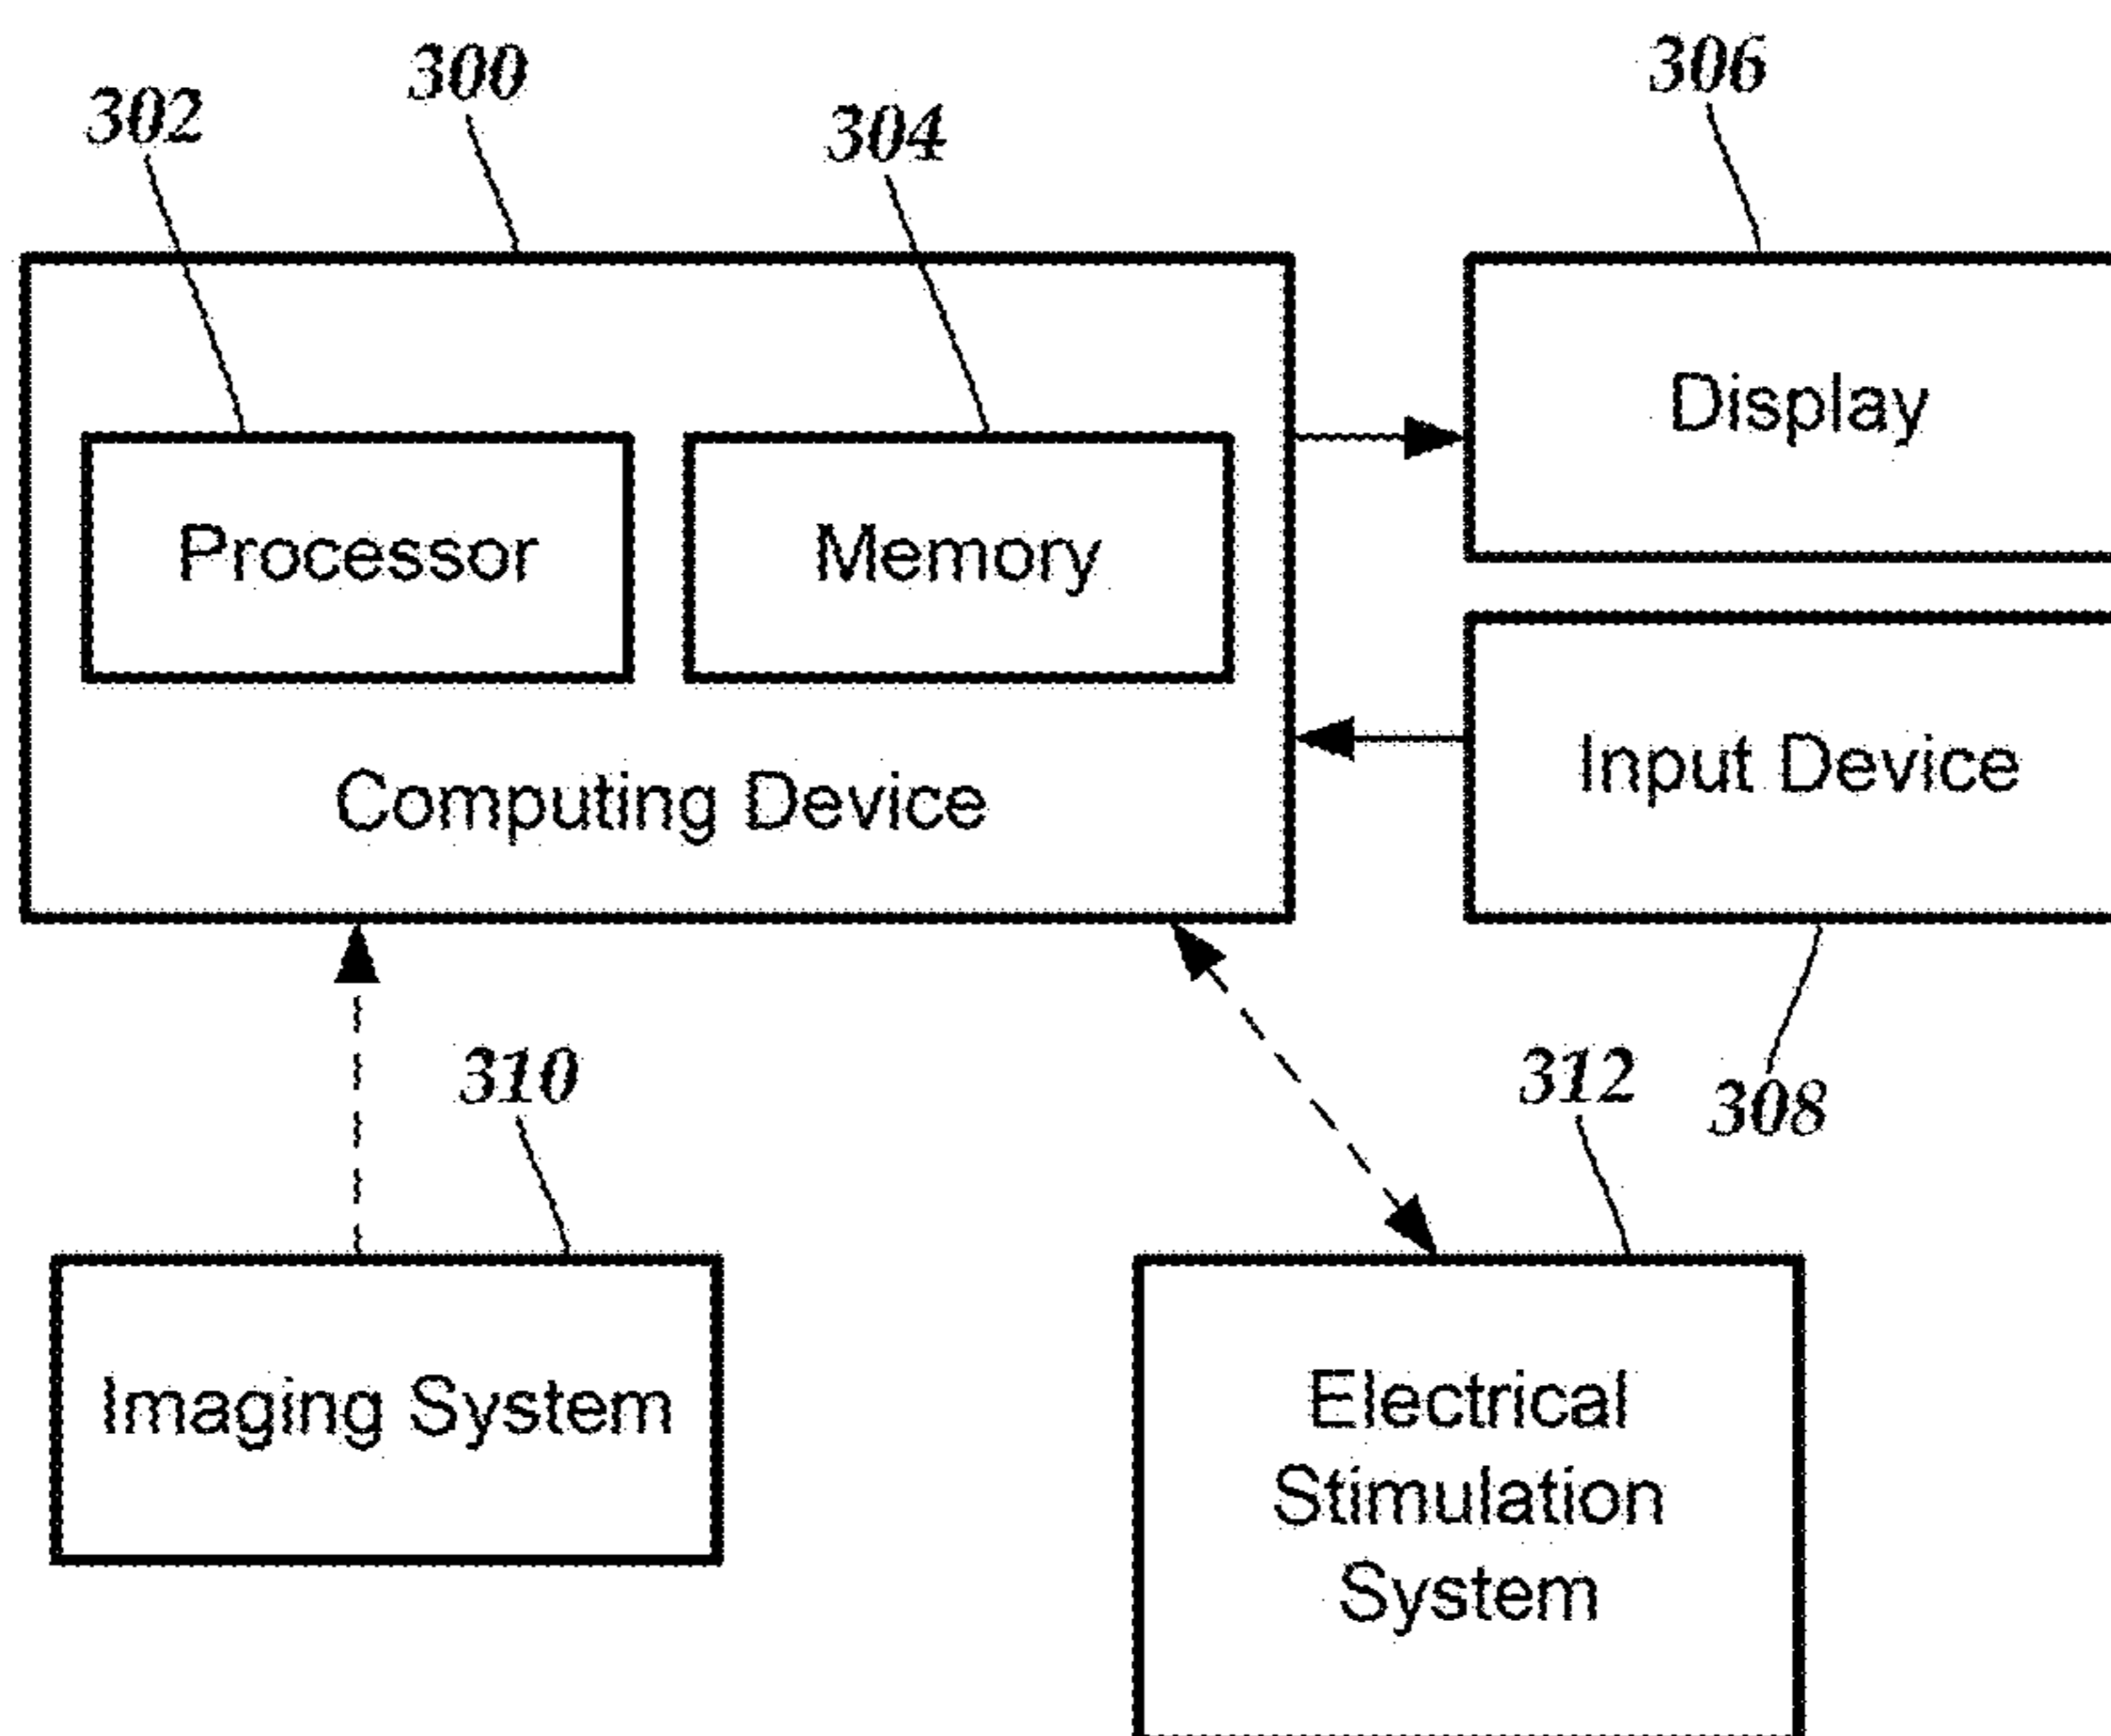 300
306
302
304
Display
Processor
Memory
Input Device
Computing Device
310
312
308
Imaging System
Electrical
Stimulation
System